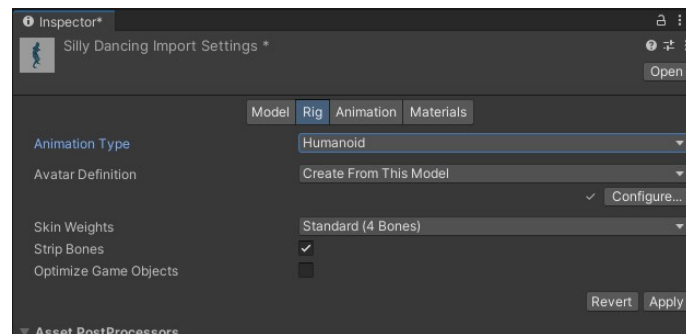 Inspector*
Silly Dancing Import Settings *
Open
Model Rig Animation Materials
Animation Type Humanoid
Avatar Definition Create From This Model
Configure...
Skin Weights Standard (4 Bones)
Strip Bones
Optimize Game Objects
Revert Apply
Asset PostProcessors